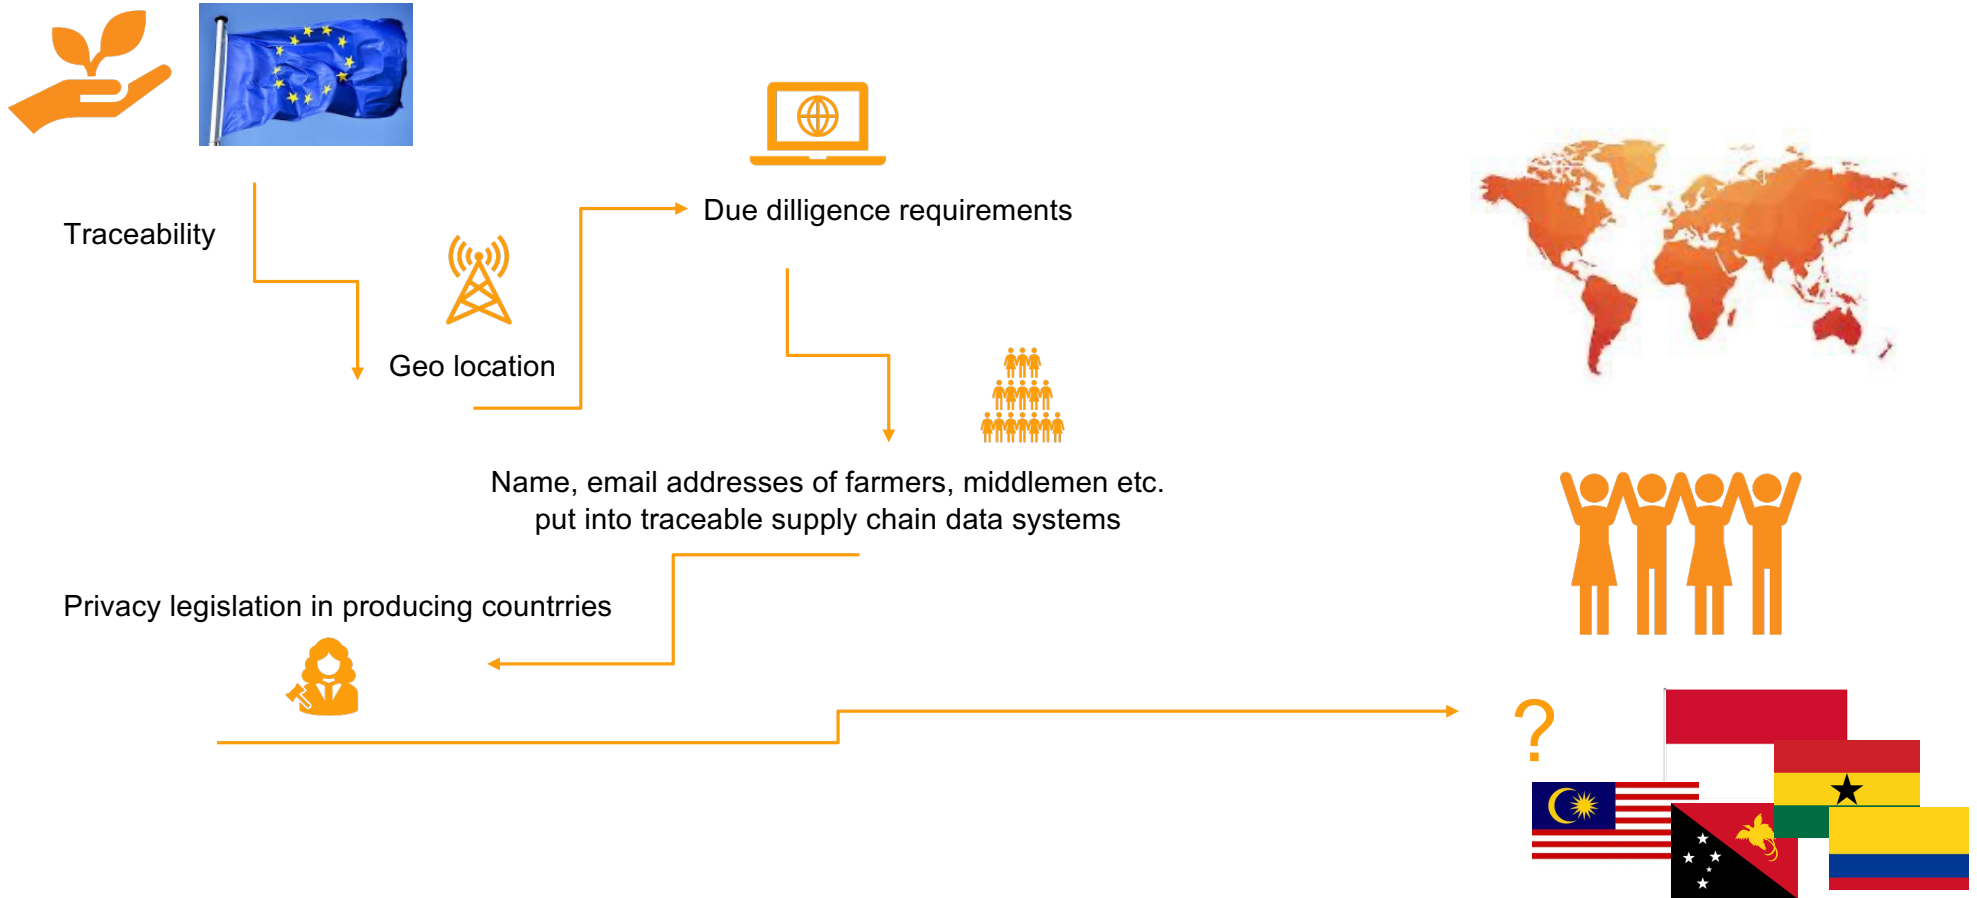 Traceability
Due dilligence requirements
Geo location
Name, email addresses of farmers, middlemen etc.
put into traceable supply chain data systems
Privacy legislation in producing countrries
?